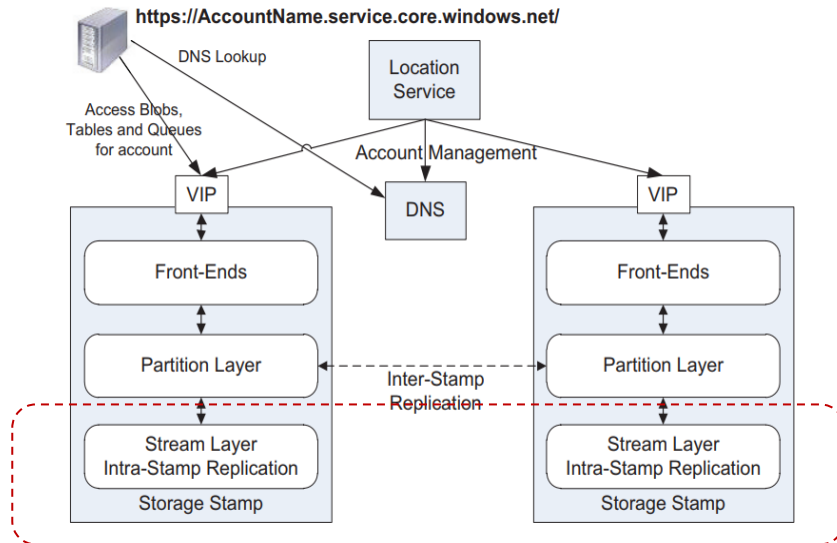 https://AccountName.service.core.windows.net/
DNS Lookup
Location
Service
Access Blobs,
Tables and Queues
for account
Account Management
VIP
DNS
VIP
Front-Ends
Front-Ends
Partition Layer
Partition Layer
Inter-Stamp
Replication
Stream Layer
Intra-Stamp Replication
Stream Layer
Intra-Stamp Replication
Storage Stamp
Storage Stamp